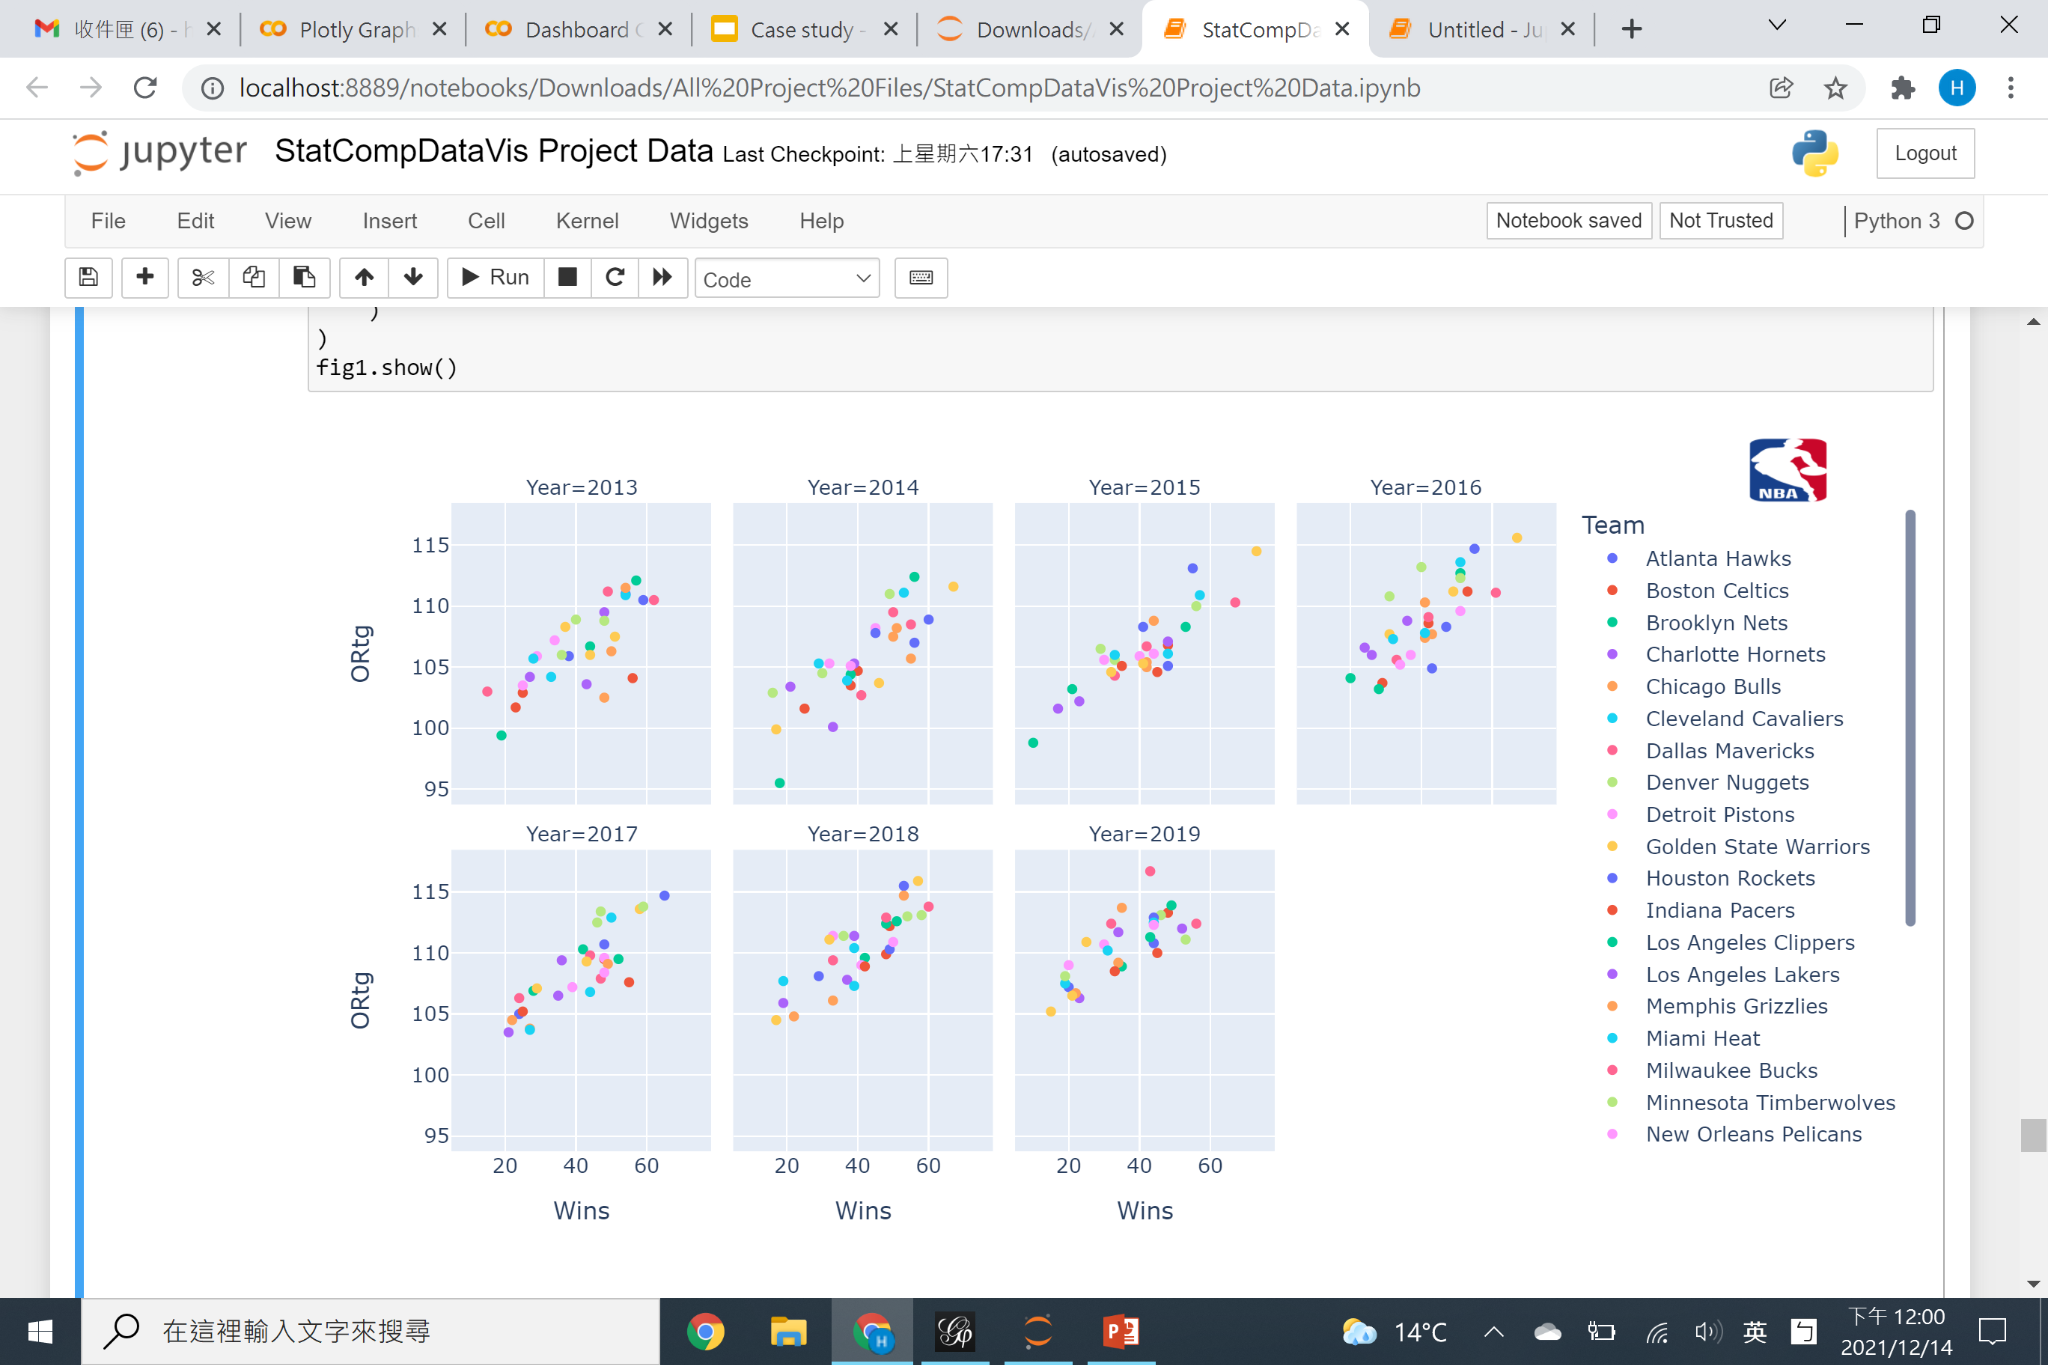 收件匣 (6) -
Plotly Graph
Dashboard
Case study -
Downloads/
StatCompDa
Untitled - Ju
localhost:8889/notebooks/Downloads/All%20Project%20Files/StatCompDataVis%20Project%20Data.ipynb
H
jupyter StatCompDataVis Project Data Last Checkpoint: 上星期六17:31 (autosaved)
Logout
File Edit View Insert Cell Kernel Widgets Help
Notebook saved Not Trusted Python 3
Run Code
)
)
fig1.show()
NBA
Year=2013 Year=2014 Year=2015 Year=2016
ORtg
115
110
105
100
95
Year=2017 Year=2018 Year=2019
ORtg
115
110
105
100
95
20 40 60 20 40 60 20 40 60
Wins Wins Wins
Team
Atlanta Hawks
Boston Celtics
Brooklyn Nets
Charlotte Hornets
Chicago Bulls
Cleveland Cavaliers
Dallas Mavericks
Denver Nuggets
Detroit Pistons
Golden State Warriors
Houston Rockets
Indiana Pacers
Los Angeles Clippers
Los Angeles Lakers
Memphis Grizzlies
Miami Heat
Milwaukee Bucks
Minnesota Timberwolves
New Orleans Pelicans
在這裡輸入文字來搜尋
H
Gp
P
14°C
英
ㄅ
下午 12:00
2021/12/14